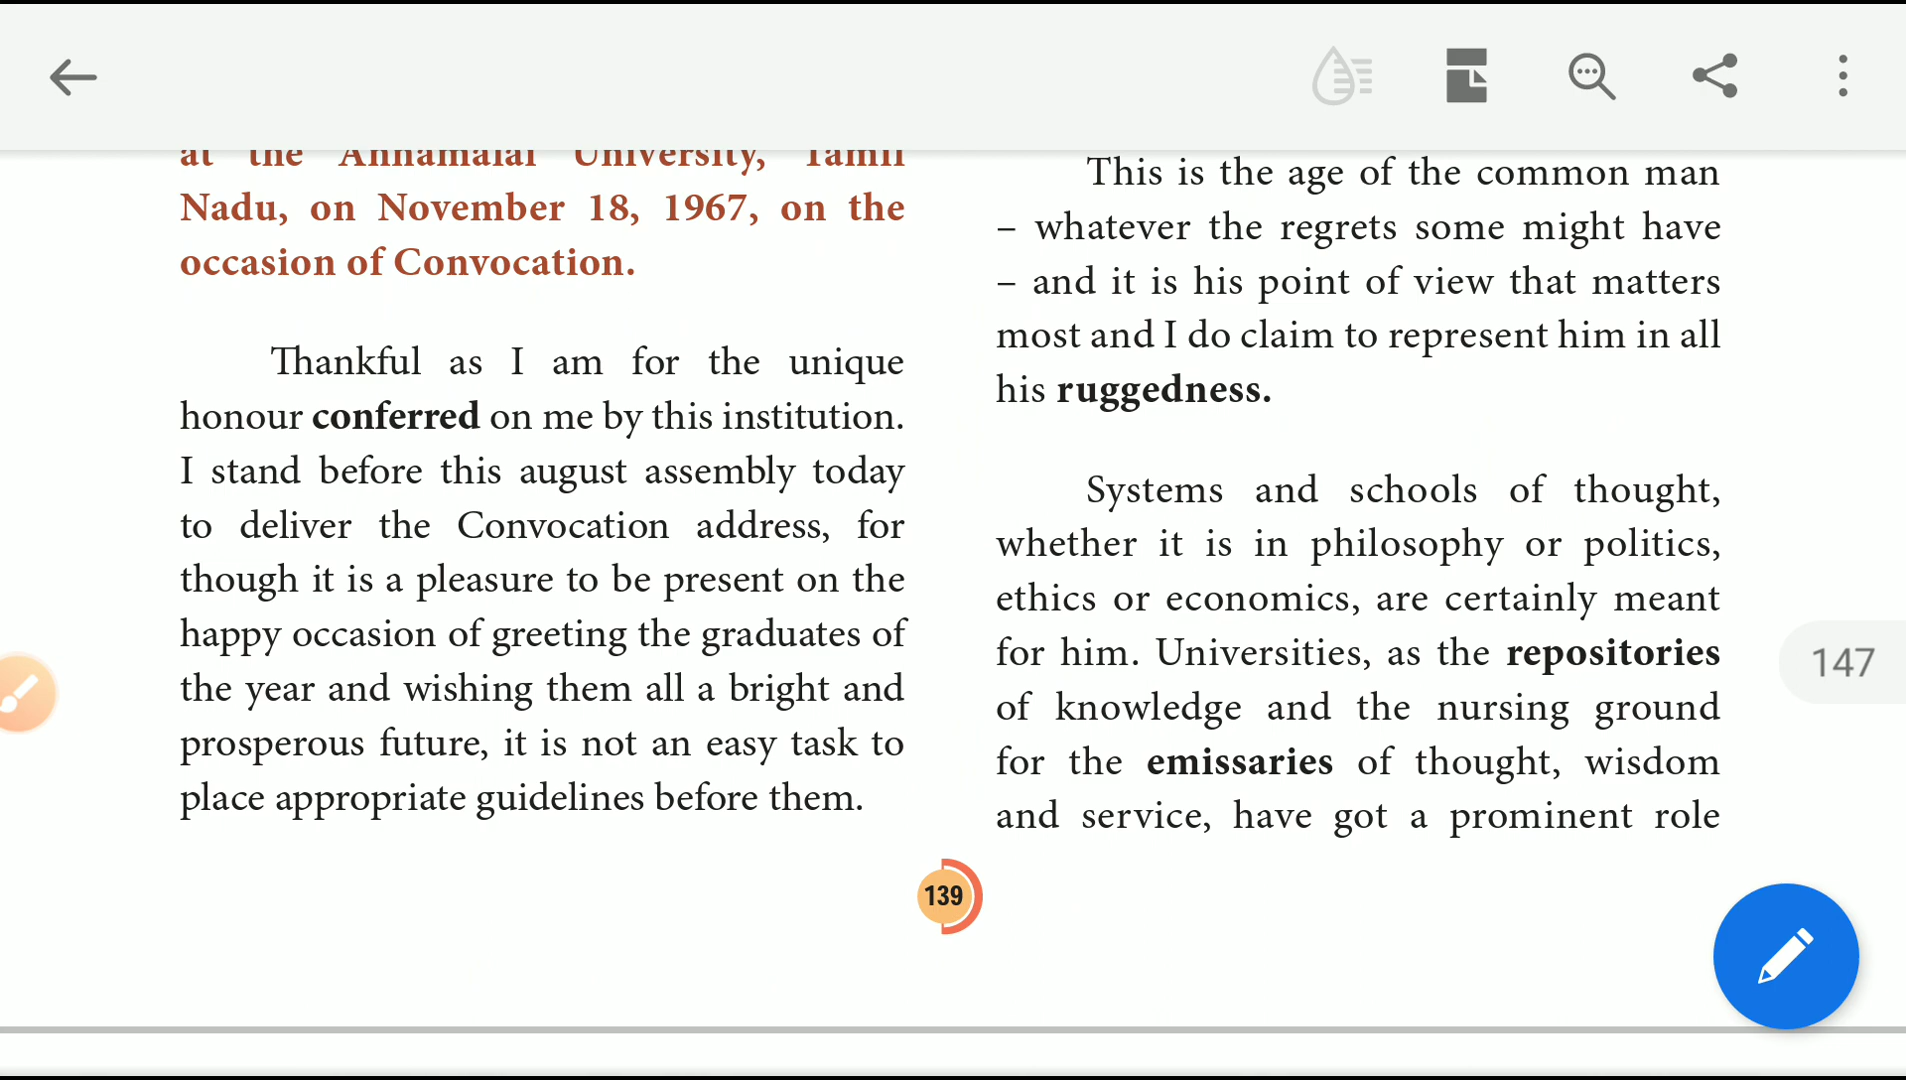 at the Annamalai University, Tamil
Nadu, on November 18, 1967, on the
occasion of Convocation.
Thankful as I am for the unique
honour conferred on me by this institution.
I stand before this august assembly today
to deliver the Convocation address, for
though it is a pleasure to be present on the
happy occasion of greeting the graduates of
the year and wishing them all a bright and
prosperous future, it is not an easy task to
place appropriate guidelines before them.
This is the age of the common man
– whatever the regrets some might have
– and it is his point of view that matters
most and I do claim to represent him in all
his ruggedness.
Systems and schools of thought,
whether it is in philosophy or politics,
ethics or economics, are certainly meant
for him. Universities, as the repositories
of knowledge and the nursing ground
for the emissaries of thought, wisdom
and service, have got a prominent role
147
139